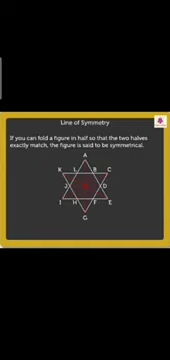 Line of Symmetry
If you can fold a figure in half so that the two halves
exactly match, the figure is said to be symmetrical.
A
K L B C
J D
I H F E
G